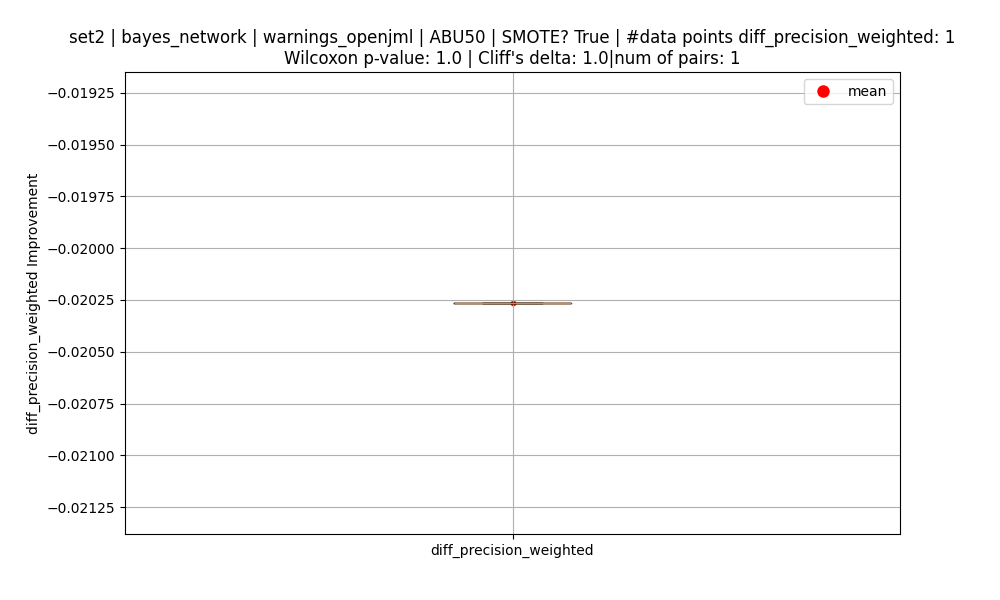 set2 | bayes_network | warnings_openjml | ABU50 | SMOTE? True | #data points diff_precision_weighted: 1
Wilcoxon p-value: 1.0 | Cliff's delta: 1.0|num of pairs: 1
mean
−0.01925
−0.01950
−0.01975
−0.02000
−0.02025
−0.02050
−0.02075
−0.02100
−0.02125
diff_precision_weighted Improvement
diff_precision_weighted